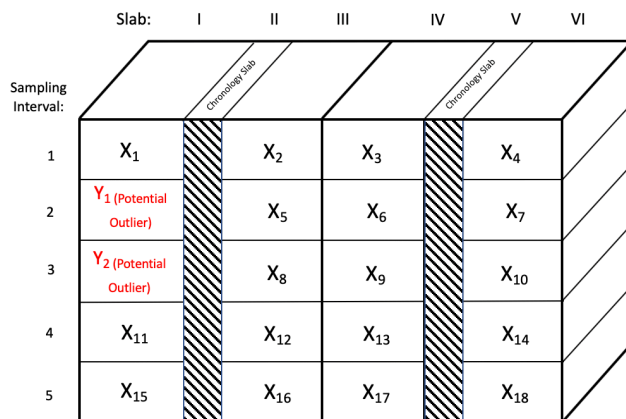 Slab: I II III IV V VI
Chronology Slab Chronology Slab
Sampling
Interval:
1 X₁ X₂ X₃ X₄
2 Y₁ (Potential
Outlier) X₅ X₆ X₇
3 Y₂ (Potential
Outlier) X₈ X₉ X₁₀
4 X₁₁ X₁₂ X₁₃ X₁₄
5 X₁₅ X₁₆ X₁₇ X₁₈